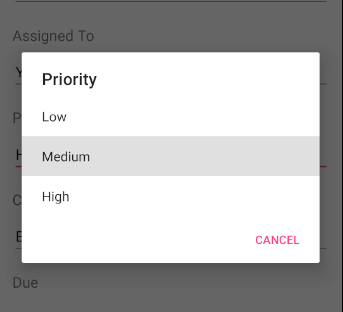 Assigned To
Priority
Low
Medium
High
CANCEL
Due